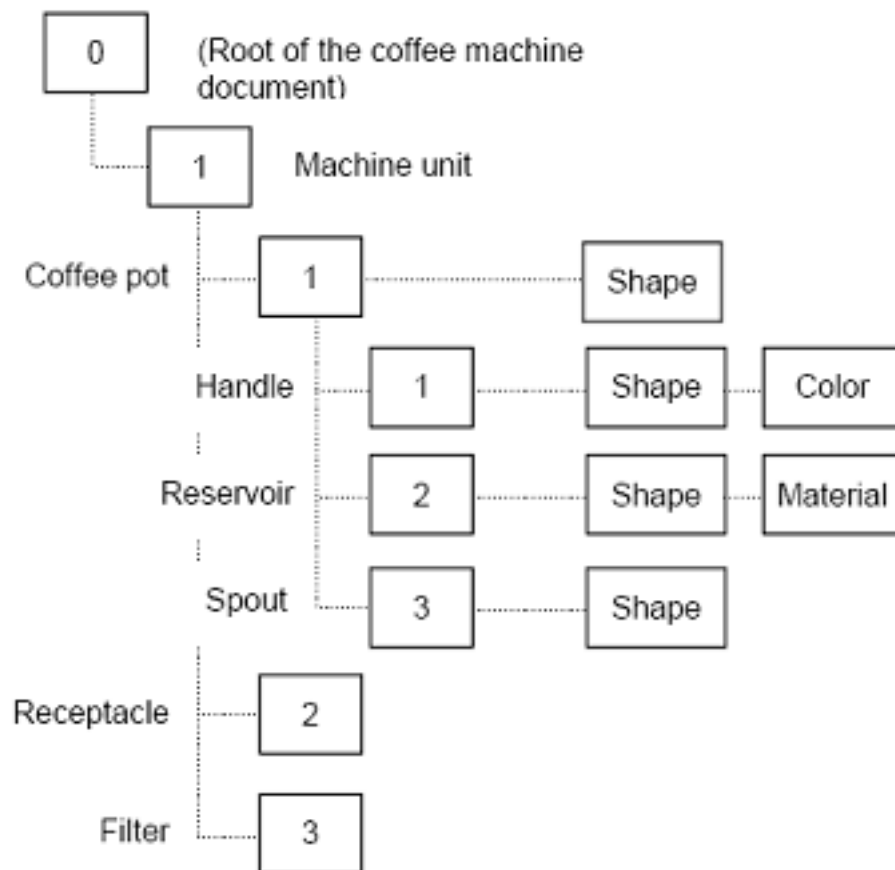 0
(Root of the coffee machine
document)
1
Machine unit
Coffee pot
1
Shape
Handle
1
Shape
Color
Reservoir
2
Shape
Material
Spout
3
Shape
Receptacle
2
Filter
3